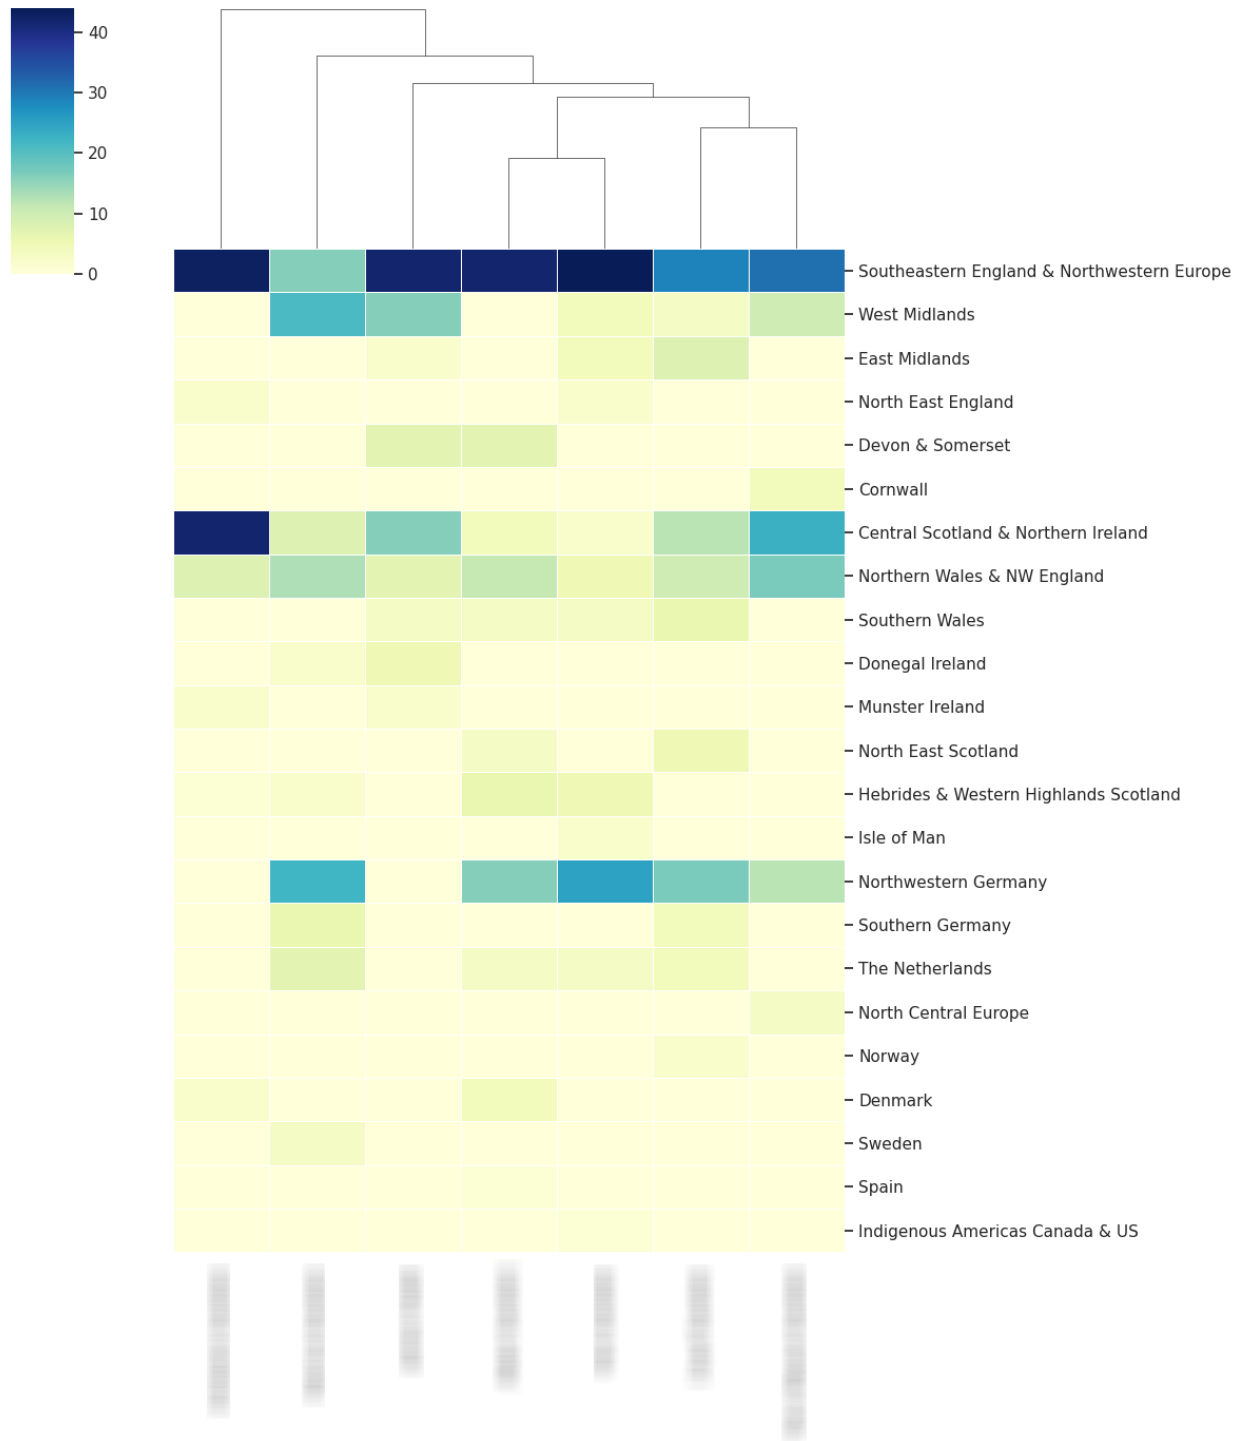 40
30
20
10
0
Southeastern England & Northwestern Europe
West Midlands
East Midlands
North East England
Devon & Somerset
Cornwall
Central Scotland & Northern Ireland
Northern Wales & NW England
Southern Wales
Donegal Ireland
Munster Ireland
North East Scotland
Hebrides & Western Highlands Scotland
Isle of Man
Northwestern Germany
Southern Germany
The Netherlands
North Central Europe
Norway
Denmark
Sweden
Spain
Indigenous Americas Canada & US